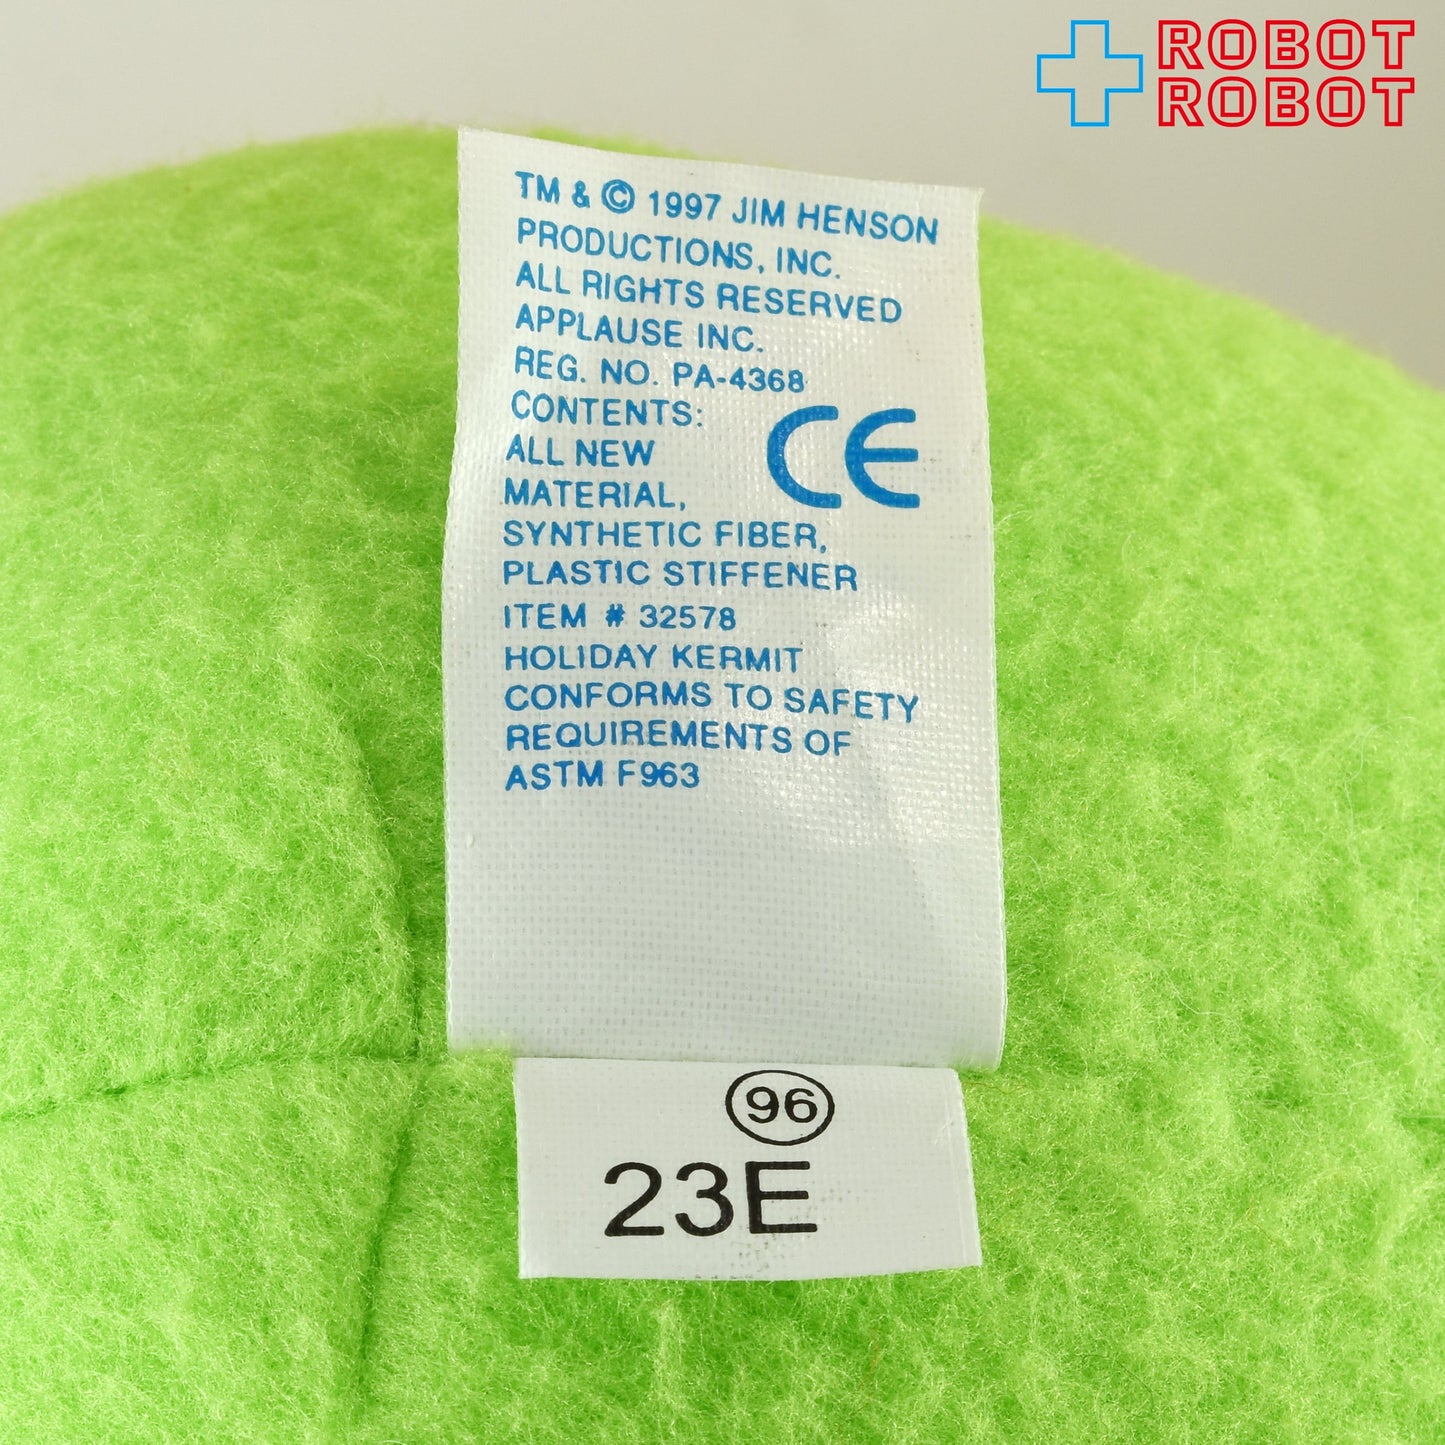 ROBOT
ROBOT
TM & © 1997 JIM HENSON
PRODUCTIONS, INC.
ALL RIGHTS RESERVED
APPLAUSE INC.
REG. NO. PA-4368
CONTENTS:
ALL NEW
MATERIAL,
SYNTHETIC FIBER,
PLASTIC STIFFENER
CE
ITEM # 32578
HOLIDAY KERMIT
CONFORMS TO SAFETY
REQUIREMENTS OF
ASTM F963
96
23E